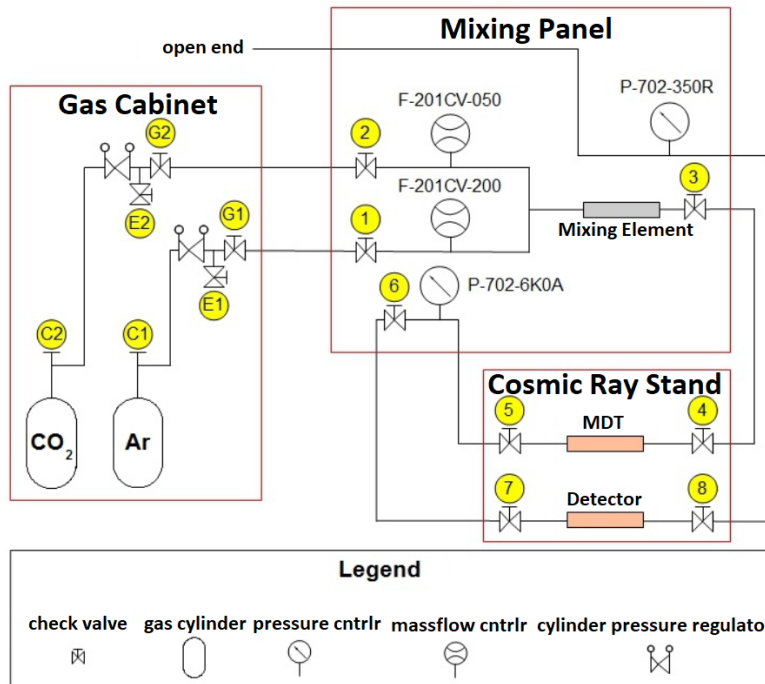 Mixing Panel
open end
P-702-350R
Gas Cabinet
F-201CV-050
G2
2
E2
F-201CV-200
3
G1
1
Mixing Element
E1
6
P-702-6K0A
C2
C1
Cosmic Ray Stand
5
MDT
4
CO2
Ar
7
Detector
8
Legend
check valve
gas cylinder
pressure cntrlr
massflow cntrlr
cylinder pressure regulato